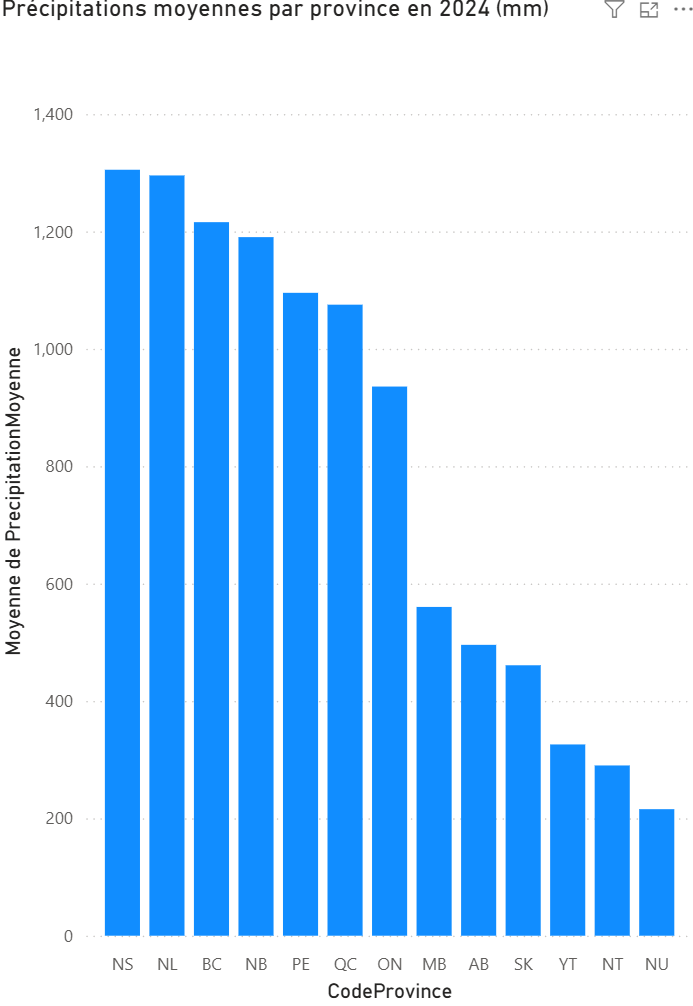 Précipitations moyennes par province en 2024 (mm)
Moyenne de PrecipitationMoyenne
1,400
1,200
1,000
800
600
400
200
0
NS NL BC NB PE QC ON MB AB SK YT NT NU
CodeProvince